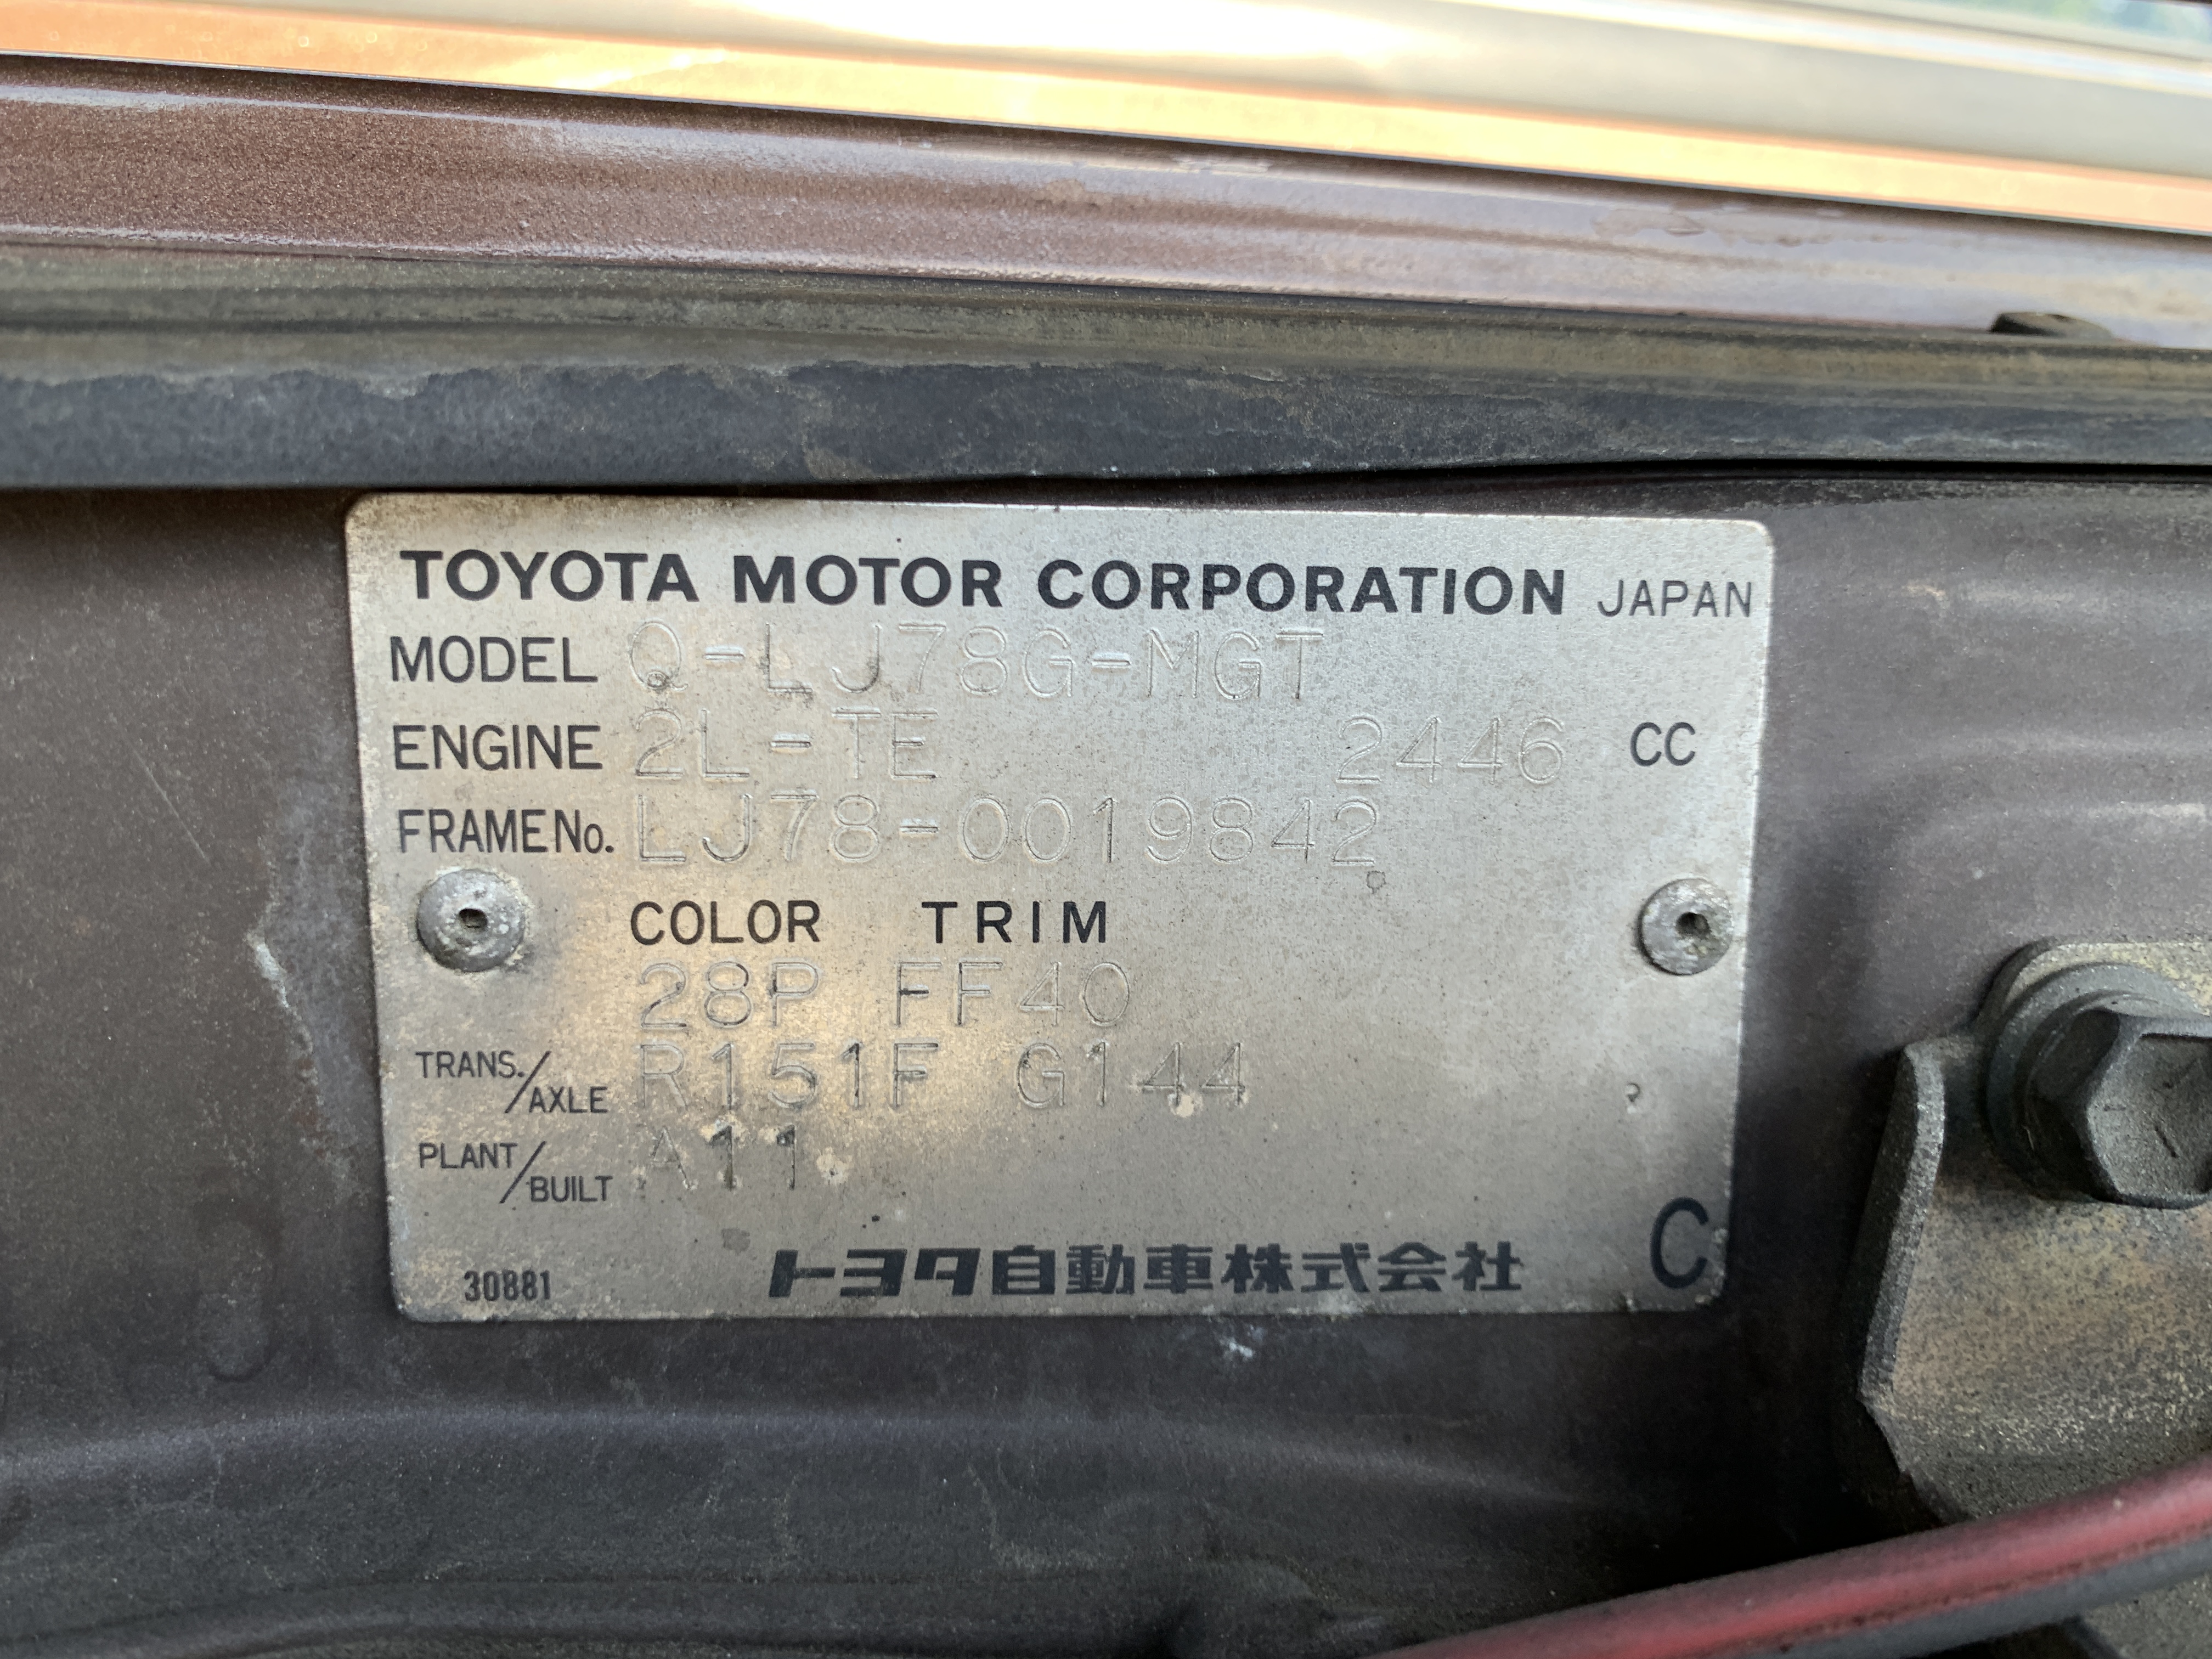 TOYOTA MOTOR CORPORATION JAPAN
MODEL Q-LJ78G-MGT
ENGINE 2L-TE 2446 CC
FRAME No. LJ78-0019842
COLOR TRIM
28P FF40
TRANS./AXLE R151F G144
PLANT/BUILT A11
トヨタ自動車株式会社 C
30881